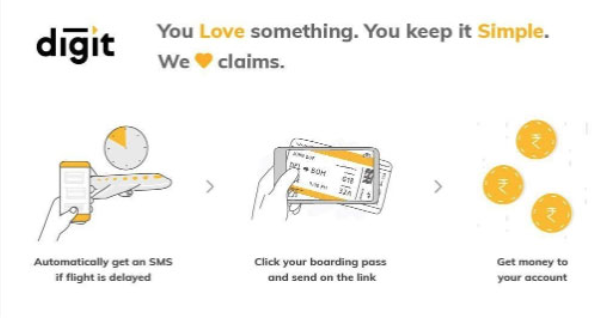 digit
You Love something. You keep it Simple.
We claims.
BOM
Automatically get an SMS
if flight is delayed
Click your boarding pass
and send on the link
Get money to
your account
₹
₹
₹